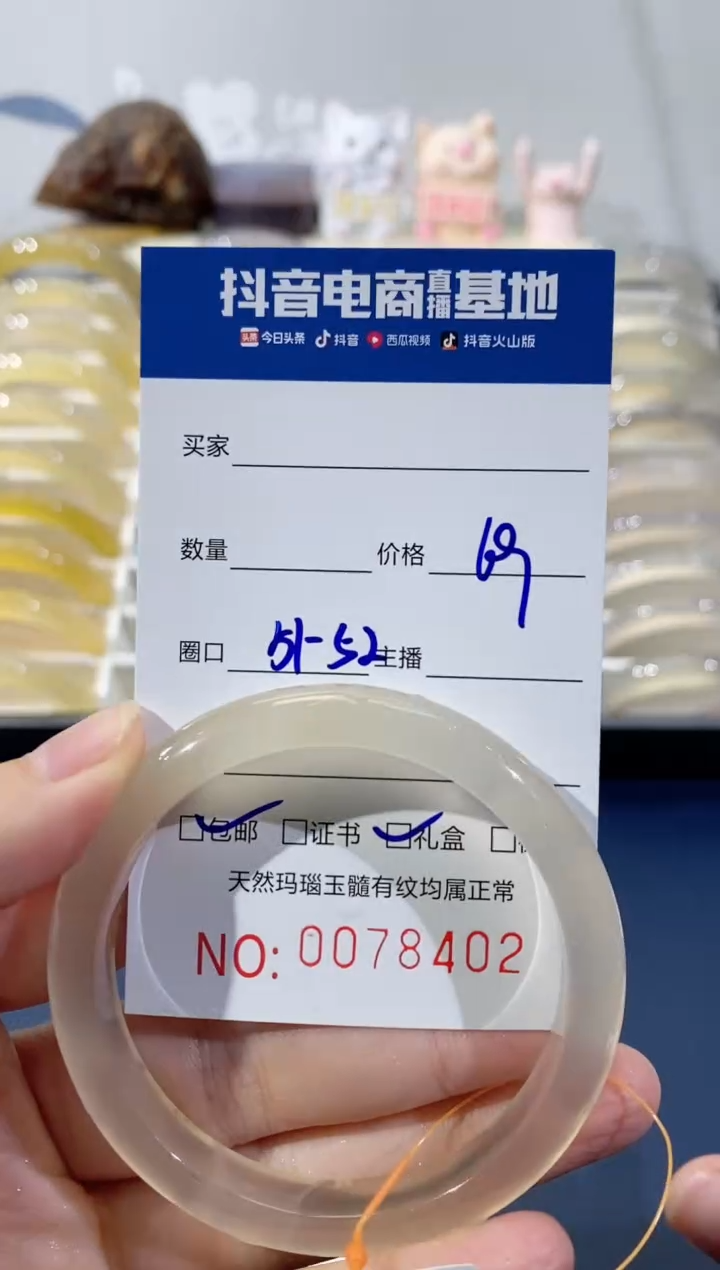 抖音电商直播基地
今日头条 抖音 西瓜视频 抖音火山版
买家
数量 价格 69
圈口 51-52 主播
包邮 证书 礼盒
天然玛瑙玉髓有纹均属正常
NO: 0078402